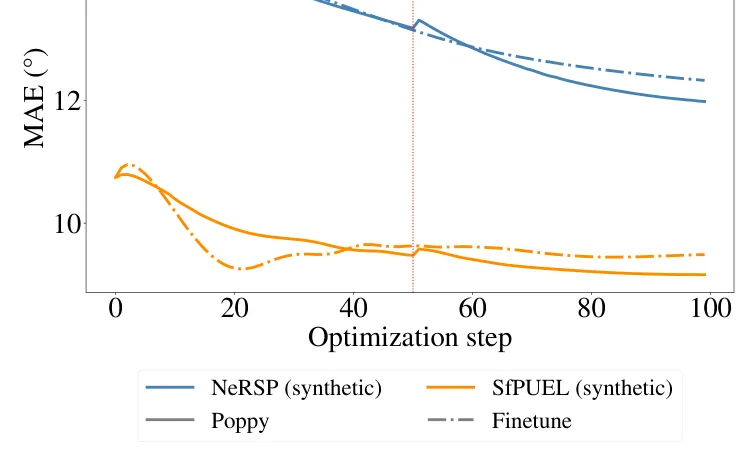 MAE (°)
12
10
0 20 40 60 80 100
Optimization step
NeRSP (synthetic) SfPUEL (synthetic)
Poppy Finetune